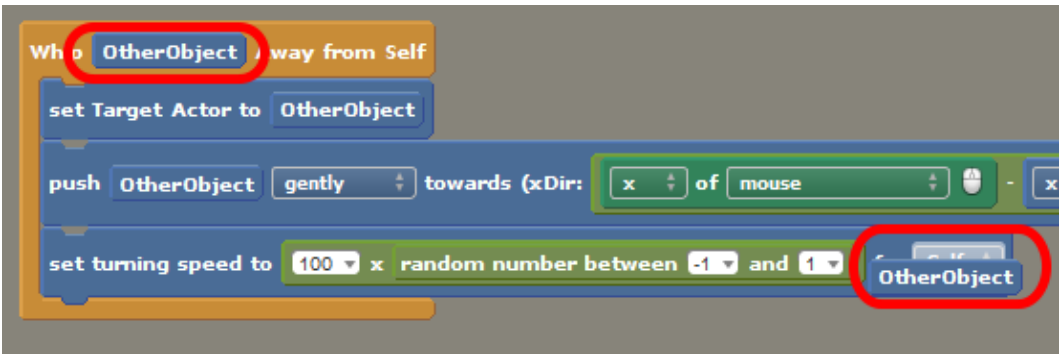 OtherObject Away from Self
set Target Actor to OtherObject
push OtherObject gently towards (xDir: x of mouse - x
set turning speed to 100 x random number between -1 and 1
OtherObject